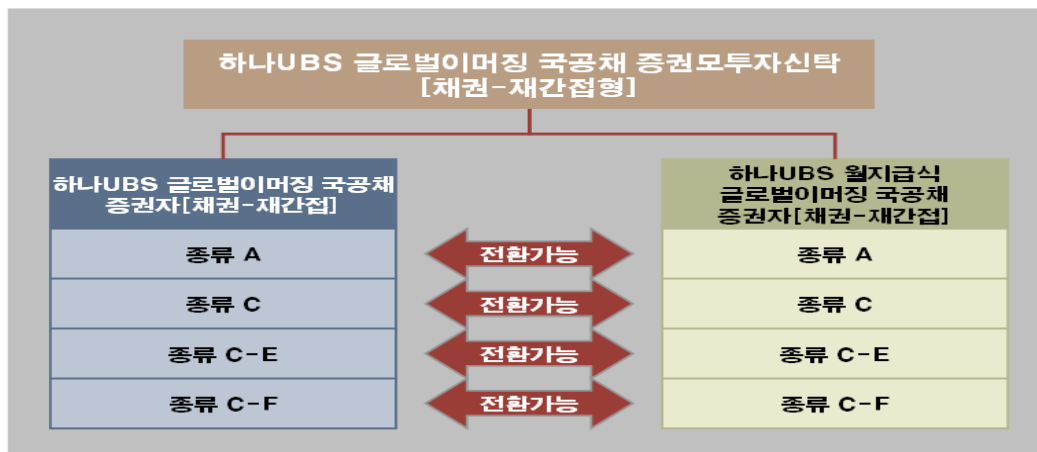 하나UBS 글로벌이머징 국공채 증권모투자신탁
[채권-재간접형]
하나UBS 글로벌이머징 국공채
증권자[채권-재간접]
하나UBS 월지급식
글로벌이머징 국공채
증권자[채권-재간접]
종류 A
전환가능
종류 A
종류 C
전환가능
종류 C
종류 C-E
전환가능
종류 C-E
종류 C-F
전환가능
종류 C-F